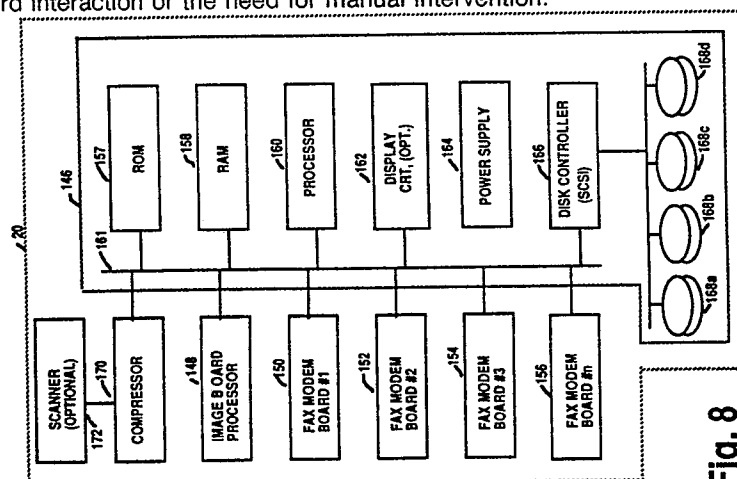 rd interaction or the need for manual intervention.
20
146
157
ROM
158
RAM
160
PROCESSOR
162
DISPLAY
CRT, (OPT.)
164
POWER SUPPLY
166
DISK CONTROLLER
(SCSI)
161
168a
168b
168c
168d
SCANNER
(OPTIONAL)
172
170
COMPRESSOR
148
IMAGE B OARD
PROCESSOR
150
FAX MODEM
BOARD #1
152
FAX MODEM
BOARD #2
154
FAX MODEM
BOARD #3
156
FAX MODEM
BOARD #n
Fig. 8